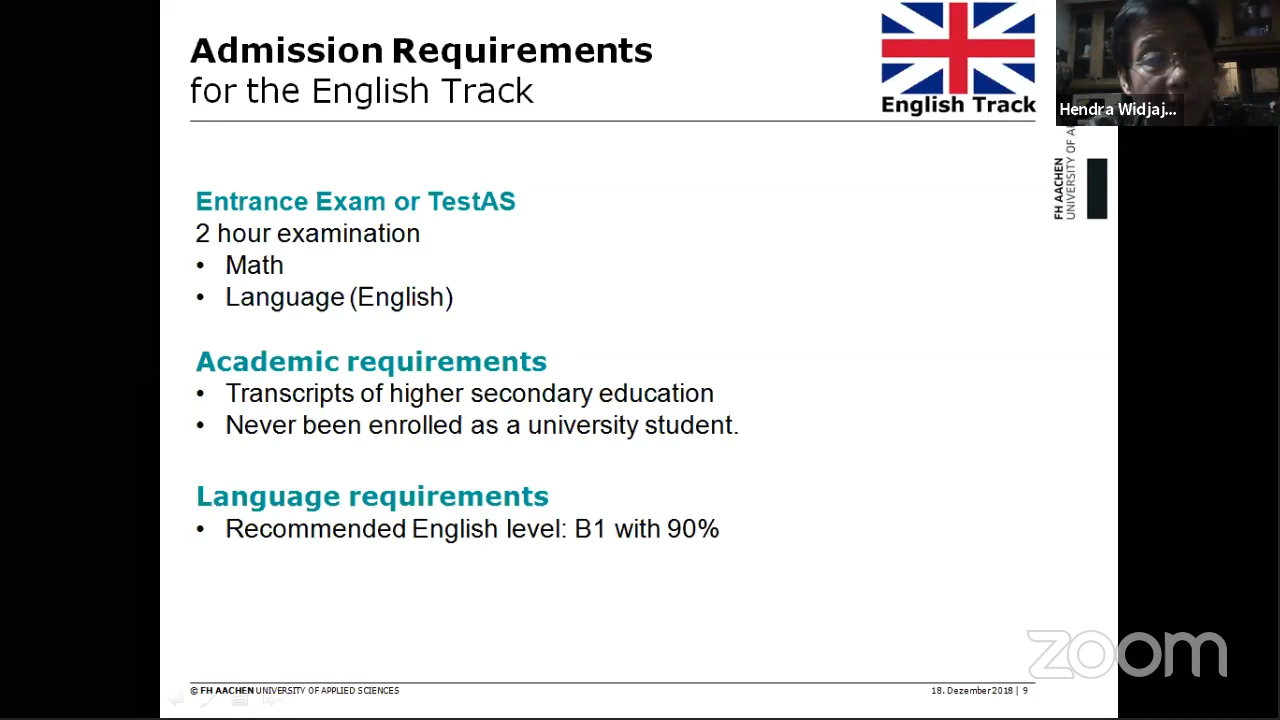 Admission Requirements
for the English Track
English Track
Hendra Widjaj...
FH AACHEN
UNIVERSITY OF
Entrance Exam or TestAS
2 hour examination
• Math
• Language (English)
Academic requirements
• Transcripts of higher secondary education
• Never been enrolled as a university student.
Language requirements
• Recommended English level: B1 with 90%
zoom
© FH AACHEN UNIVERSITY OF APPLIED SCIENCES
18. Dezember 2018 | 9